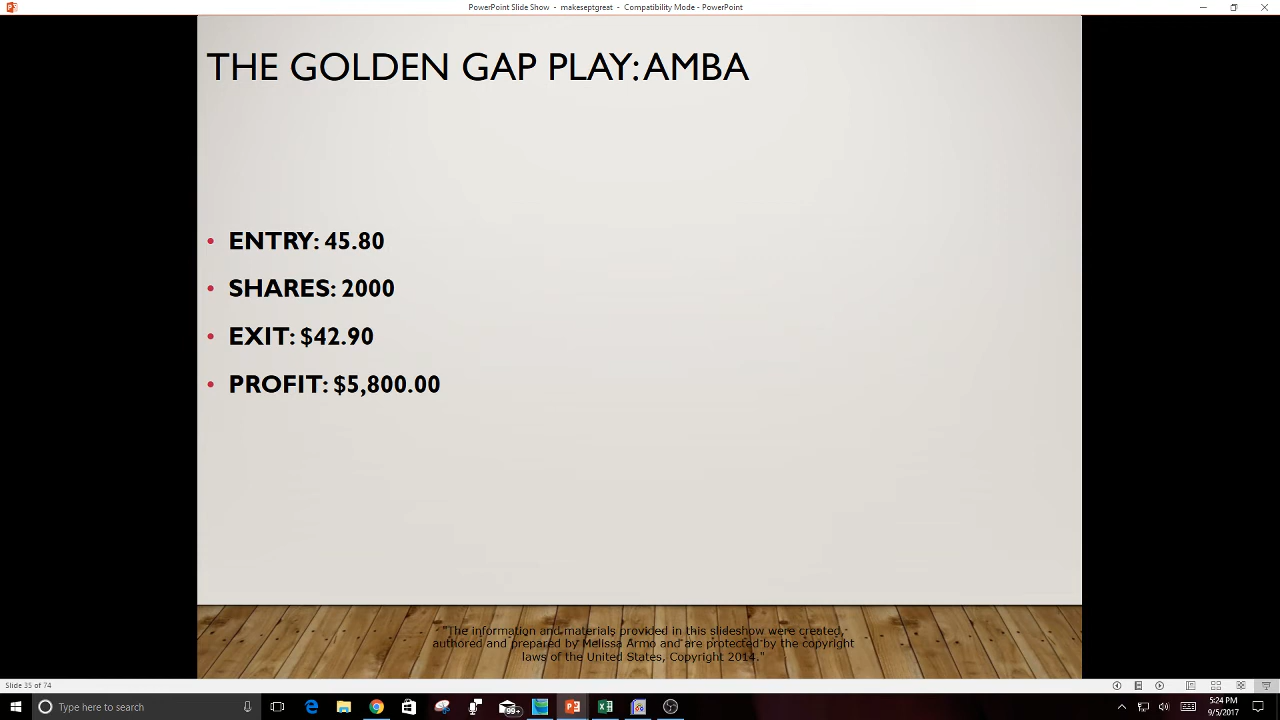 PowerPoint Slide Show - makeseptgreat - Compatibility Mode - PowerPoint
THE GOLDEN GAP PLAY: AMBA
• ENTRY: 45.80
• SHARES: 2000
• EXIT: $42.90
• PROFIT: $5,800.00
"The information and materials provided in this slideshow were created,
authored and prepared by Melissa Armo and are protected by the copyright
laws of the United States, Copyright 2014."
Slide 35 of 74
Type here to search
99+
5:24 PM
9/5/2017